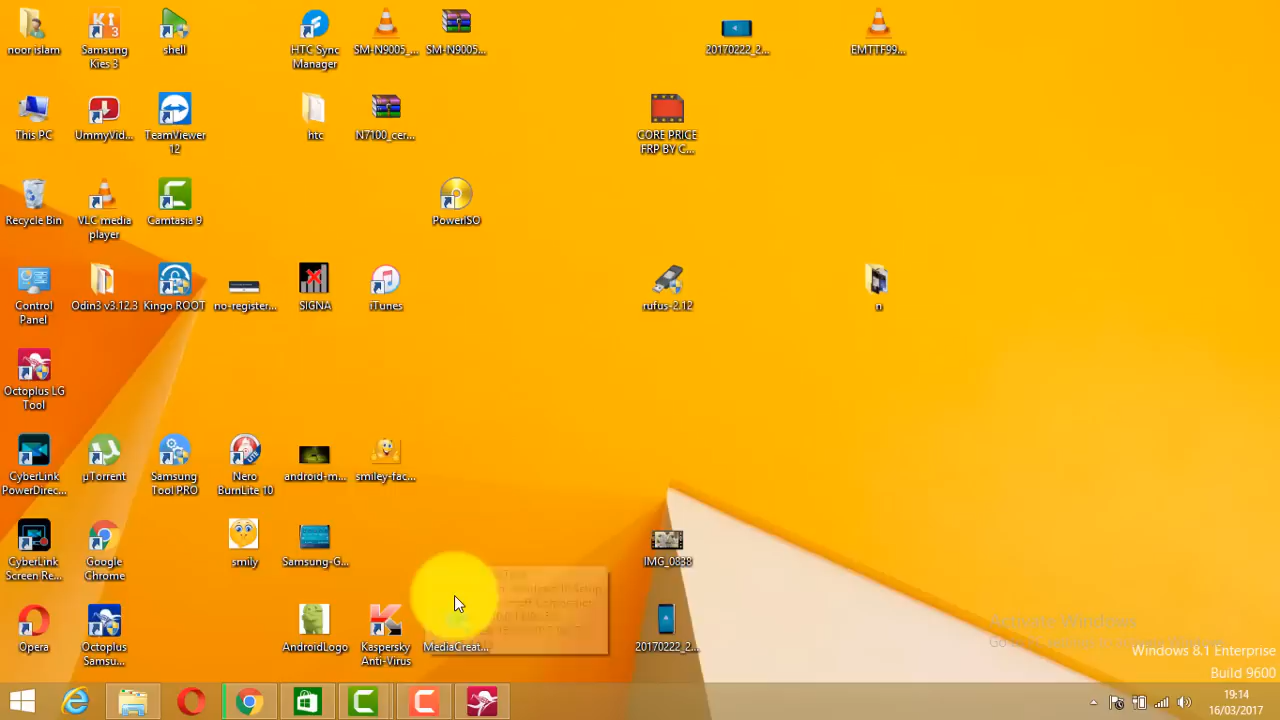 noor islam
Samsung Kies 3
shell
HTC Sync Manager
SM-N9005_...
SM-N9005...
20170222_2...
EMTTF99...
This PC
UmmyVid...
TeamViewer 12
htc
N7100_cer...
CORE PRICE FRP BY C...
Recycle Bin
VLC media player
Camtasia 9
PowerISO
Control Panel
Odin3 v3.12.3
Kingo ROOT
no-register...
SIGNA
iTunes
rufus-2.12
n
Octoplus LG Tool
CyberLink PowerDirec...
µTorrent
Samsung Tool PRO
Nero BurnLite 10
android-m...
smiley-fac...
CyberLink Screen Re...
Google Chrome
smily
Samsung-G...
IMG_0838
Opera
Octoplus Samsu...
AndroidLogo
Kaspersky Anti-Virus
MediaCreat...
20170222_2...
Activate Windows
Windows 8.1 Enterprise
Build 9600
19:14
16/03/2017